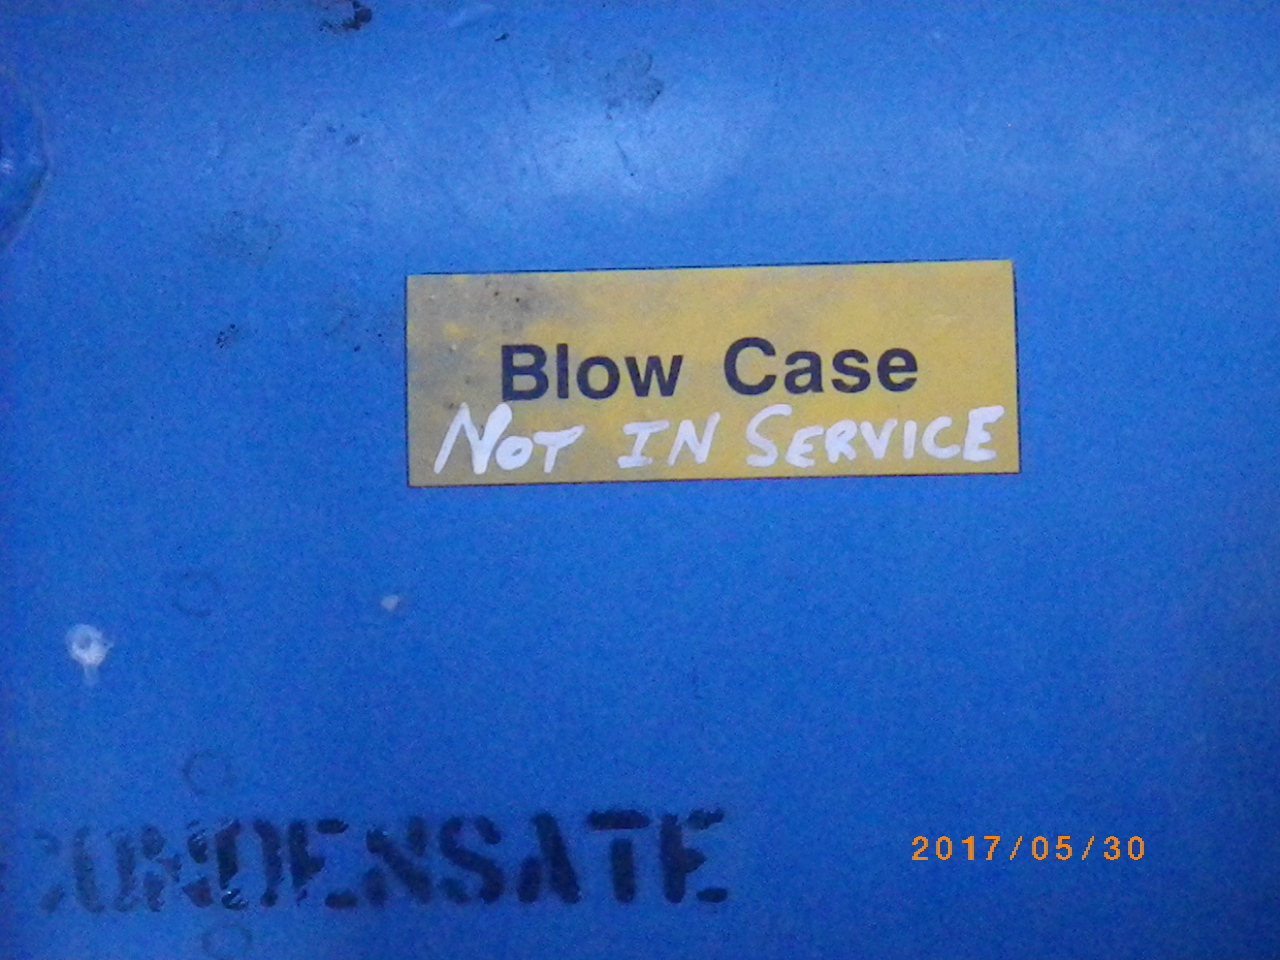 Blow Case
NOT IN SERVICE
CONDENSATE
2017/05/30